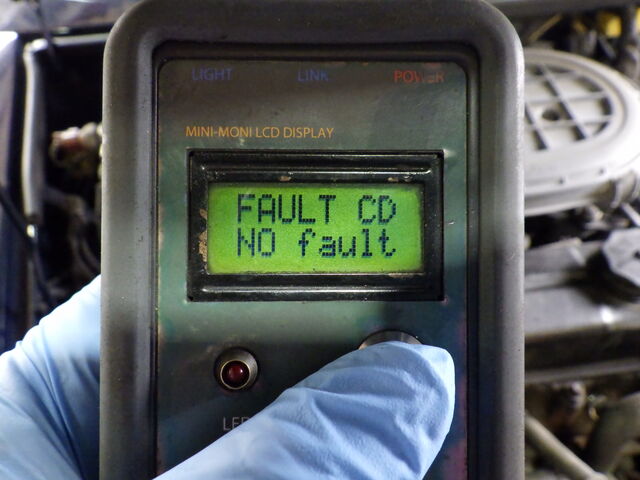 LIGHT LINK POWER
MINI-MONI LCD DISPLAY
FAULT CD
NO fault